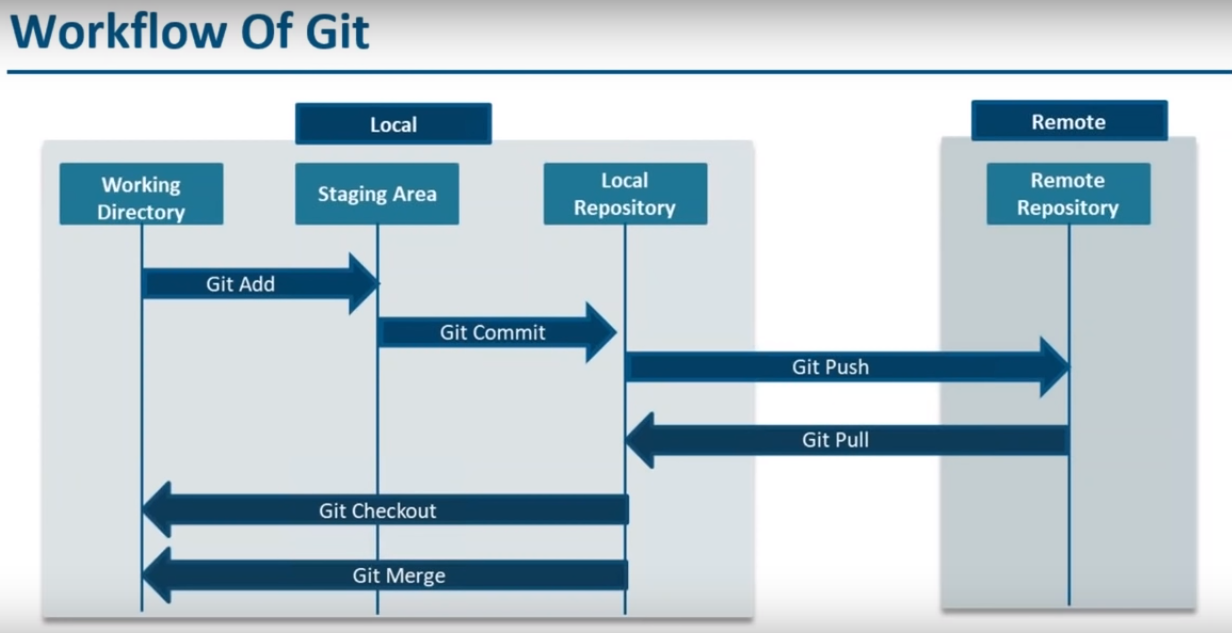 Workflow Of Git
Local
Remote
Working
Directory
Staging Area
Local
Repository
Remote
Repository
Git Add
Git Commit
Git Push
Git Pull
Git Checkout
Git Merge